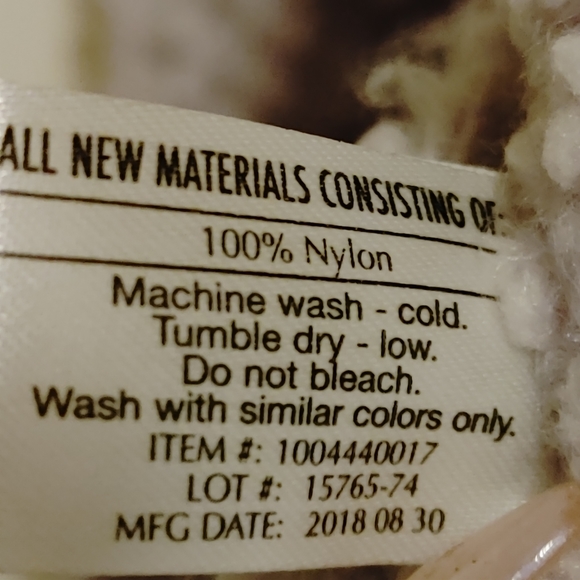 ALL NEW MATERIALS CONSISTING OF:
100% Nylon
Machine wash - cold.
Tumble dry - low.
Do not bleach.
Wash with similar colors only.
ITEM #: 1004440017
LOT #: 15765-74
MFG DATE: 2018 08 30